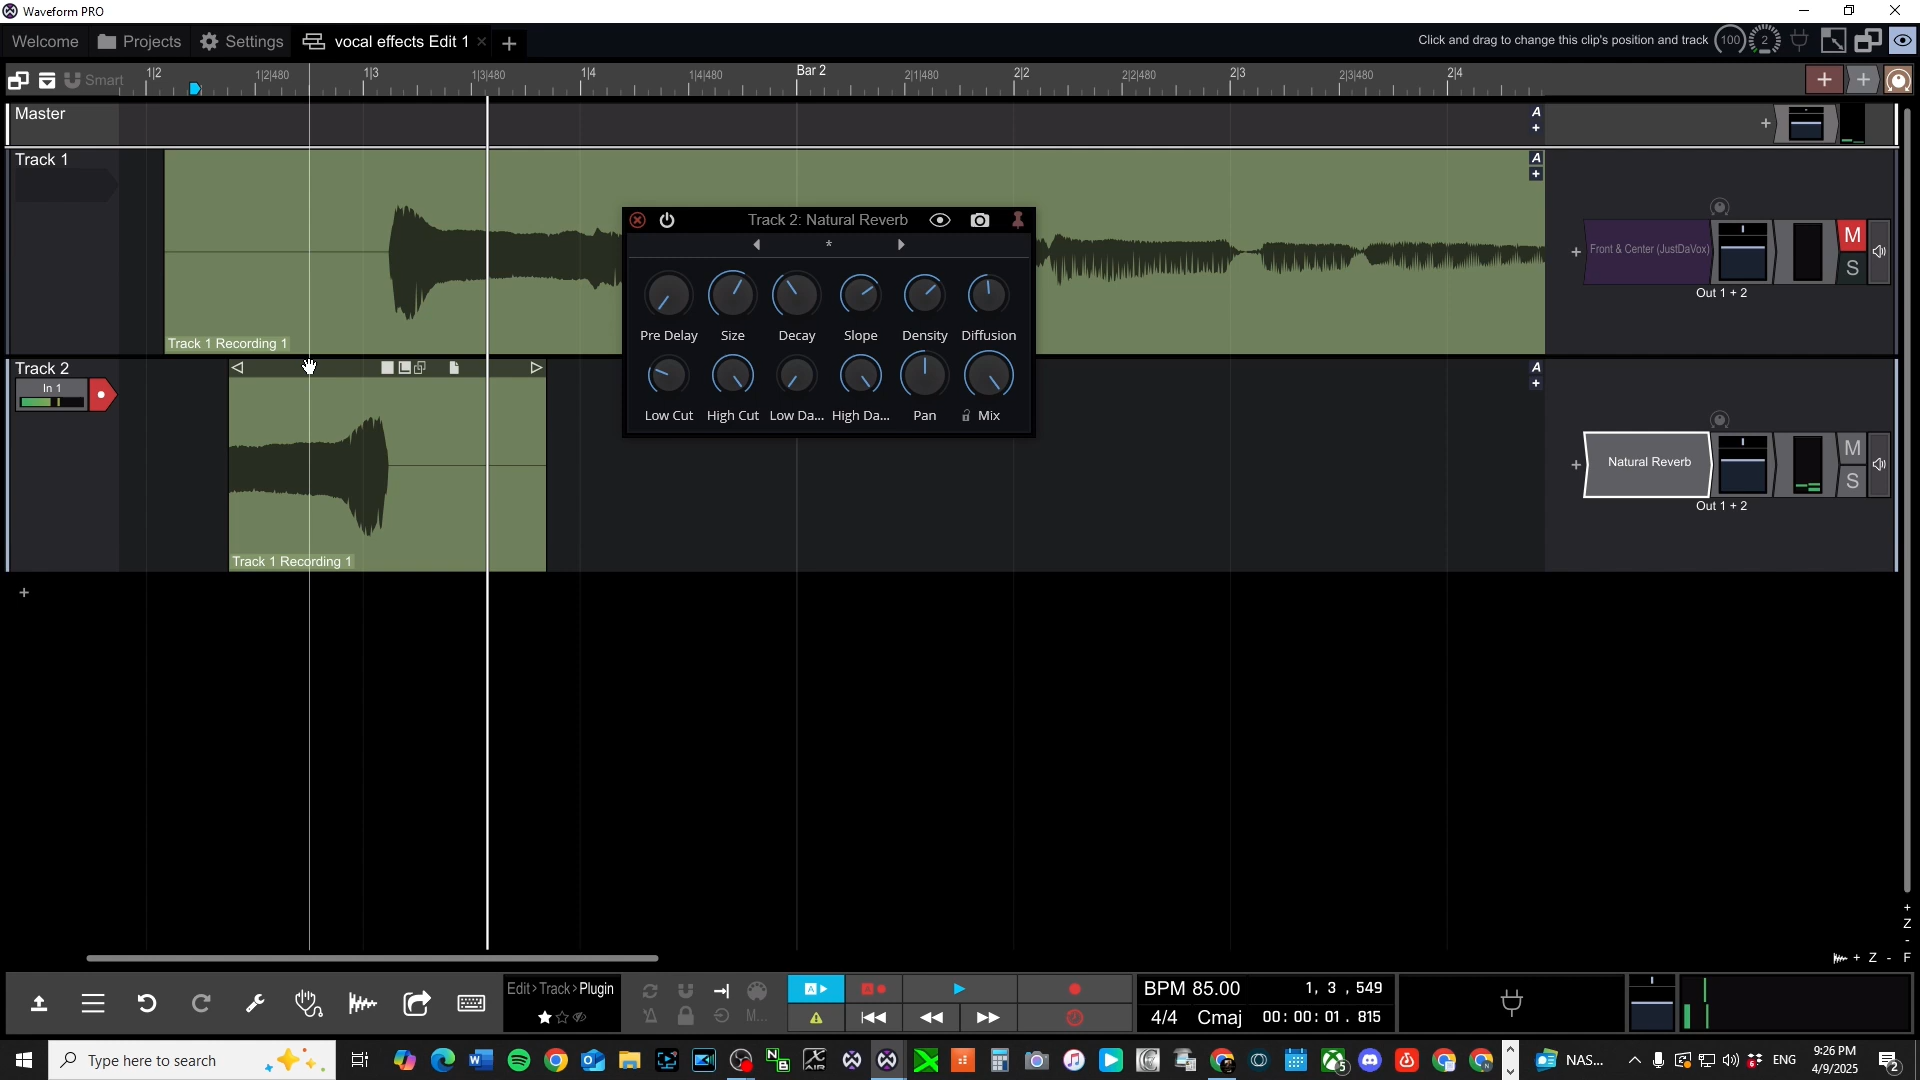 Waveform PRO
Welcome Projects Settings vocal effects Edit 1
Click and drag to change this clip's position and track 100 2
Smart 1|2 1|2|480 1|3 1|3|480 1|4 1|4|480 Bar 2 2|1|480 2|2 2|2|480 2|3 2|3|480 2|4
Master
A
+
Track 1
A
+
Track 2: Natural Reverb
*
Front & Center (JustDaVox)
M
S
Out 1 + 2
Pre Delay Size Decay Slope Density Diffusion
Track 1 Recording 1
Track 2
In 1
A
+
Low Cut High Cut Low Da... High Da... Pan Mix
Natural Reverb
M
S
Out 1 + 2
Track 1 Recording 1
+
+
Z
-
+ Z - F
Edit > Track > Plugin
M...
A
A
BPM 85.00 1, 3 , 549
4/4 Cmaj 00: 00: 01 . 815
Type here to search
NAS...
ENG
9:26 PM
4/9/2025
2